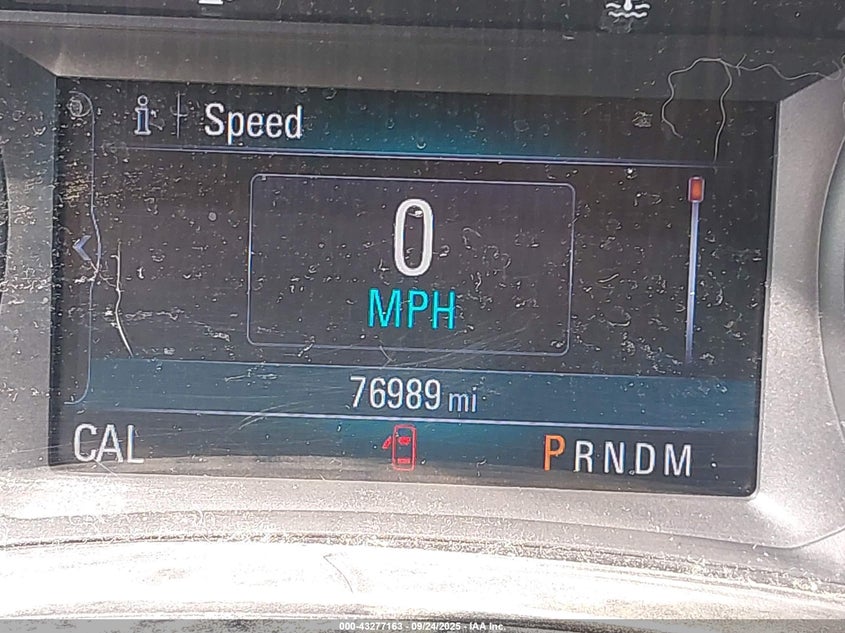 Speed
0
MPH
76989 mi
CAL
PRNDM
000-43277163 - 09/24/2025 - IAA Inc.